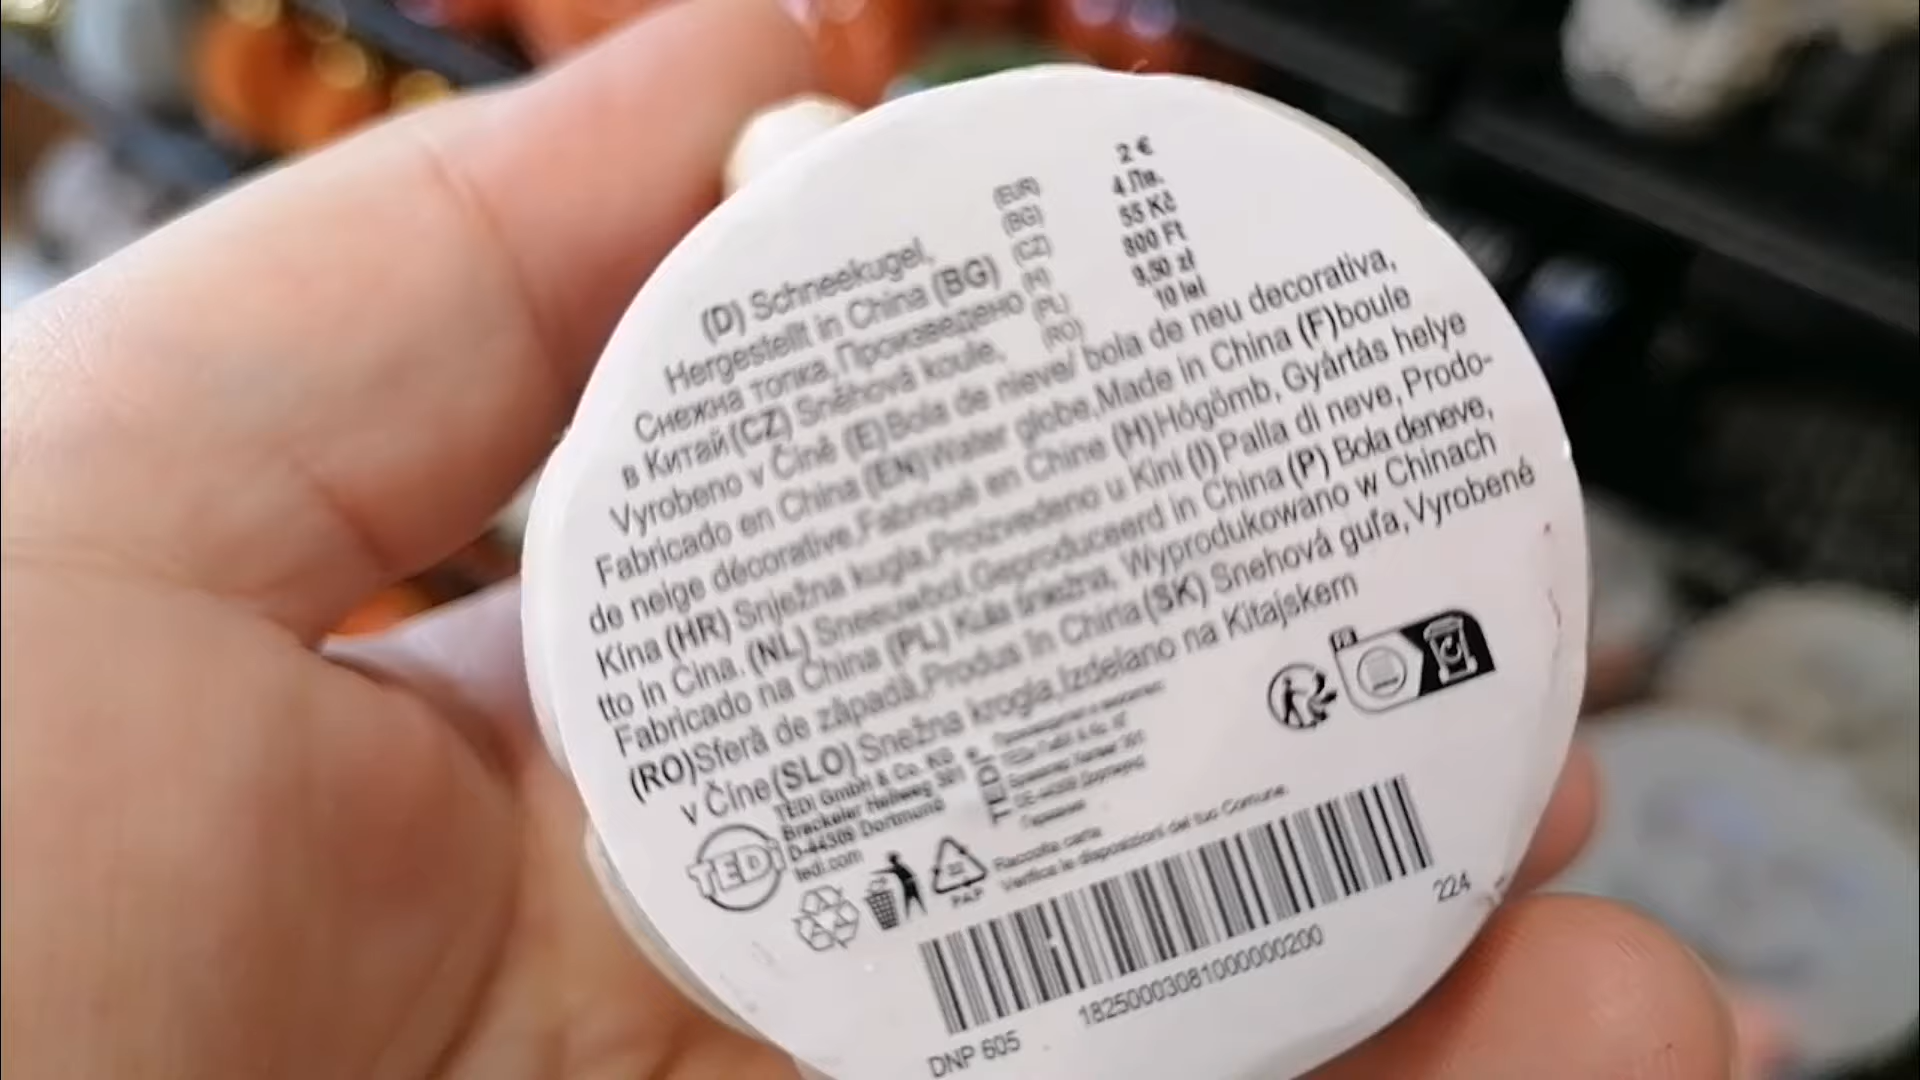 (EUR) 2 €
(BG) 4 Лв.
(CZ) 55 Kč
(H) 800 Ft
(PL) 9,50 zł
(RO) 10 lei
(D) Schneekugel,
Hergestellt in China (BG)
Снежна топка,Произведено
в Китай(CZ) Sněhová koule,
Vyrobeno v Číně (E)Bola de nieve/ bola de neu decorativa,
Fabricado en China (EN)Water globe,Made in China (F)boule
de neige décorative,Fabriqué en Chine (H)Hógömb, Gyártás helye
Kína (HR) Snježna kugla,Proizvedeno u Kini (I)Palla di neve, Prodo-
tto in Cina. (NL) Sneeuwbol,Geproduceerd in China (P) Bola deneve,
Fabricado na China (PL) Kula śnieżna, Wyprodukowano w Chinach
(RO)Sferă de zăpadă,Produs în China (SK) Snehová guľa,Vyrobené
v Číne(SLO) Snežna krogla,Izdelano na Kitajskem
TEDi GmbH & Co. KG
Brackeler Hellweg 301
D-44309 Dortmund
tedi.com
TEDi
TEDi
PAP
Raccolta carta
Verifica le disposizioni del tuo Comune.
224
DNP 605
18250003081000000200